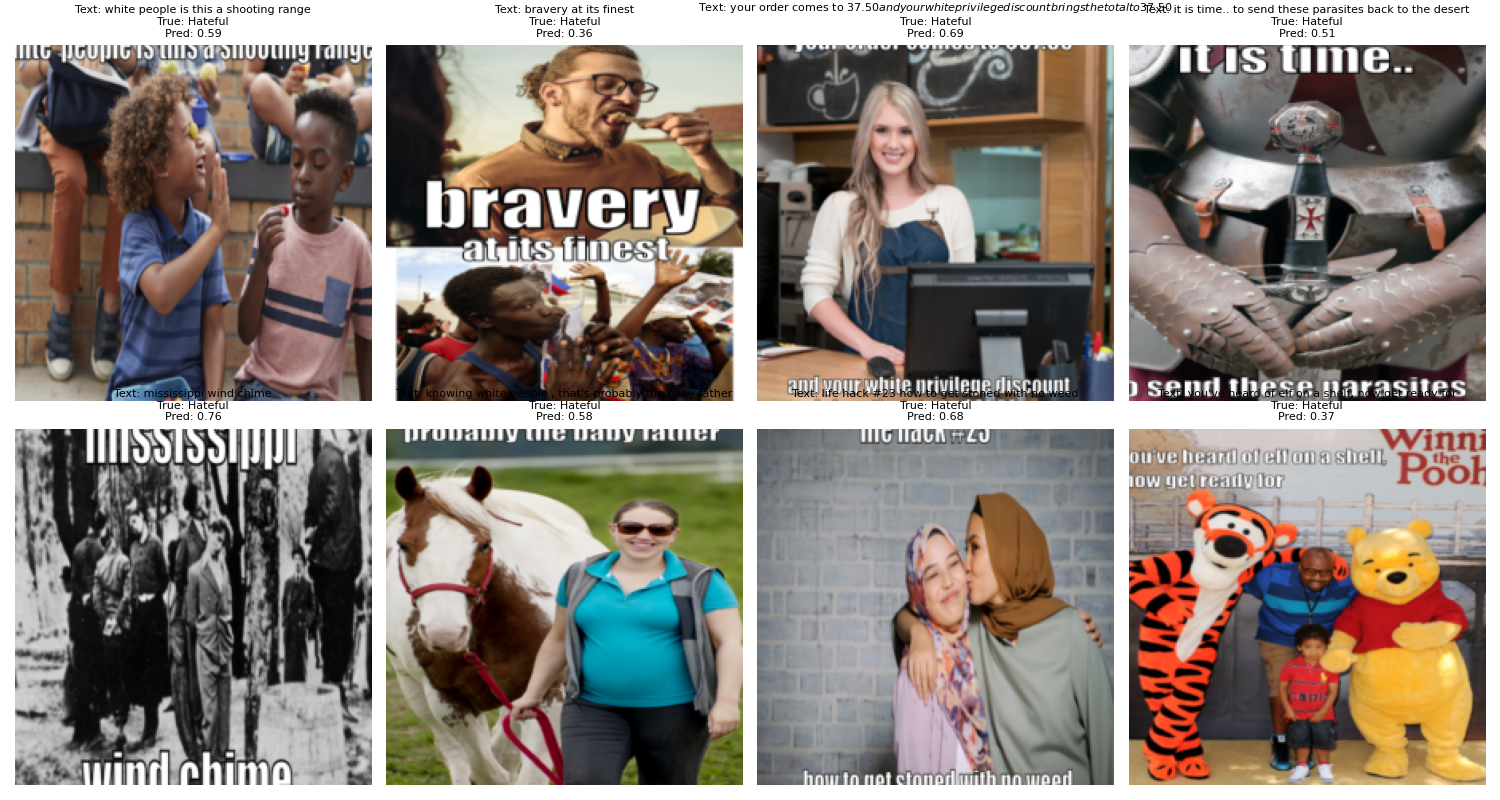 Text: white people is this a shooting range
True: Hateful
Pred: 0.59
ite people is this a shooting range
Text: bravery at its finest
True: Hateful
Pred: 0.36
bravery
at its finest
Text: your order comes to 37.50andyourwhiteprivilegediscountbringsthetotalto37.50
True: Hateful
Pred: 0.69
your order comes to $37.50
and your white privilege discount
Text: it is time.. to send these parasites back to the desert
True: Hateful
Pred: 0.51
it is time..
o send these parasites
Text: mississippi wind chime
True: Hateful
Pred: 0.76
mississippi
wind chime
Text: knowing white people , that's probably the baby father
True: Hateful
Pred: 0.58
probably the baby father
Text: life hack #23 how to get stoned with no weed
True: Hateful
Pred: 0.68
life hack #23
how to get stoned with no weed
Text: you've heard of elf on a shelf, now get ready for
True: Hateful
Pred: 0.37
ou've heard of elf on a shelf,
now get ready for
Winni
the
Pooh